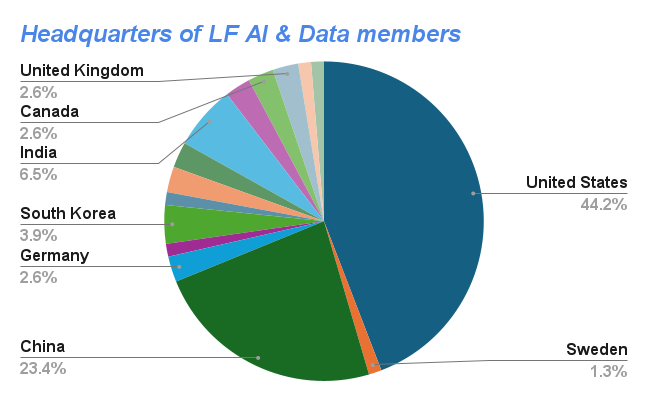 Headquarters of LF AI & Data members
United Kingdom
2.6%
Canada
2.6%
India
6.5%
South Korea
3.9%
Germany
2.6%
China
23.4%
United States
44.2%
Sweden
1.3%